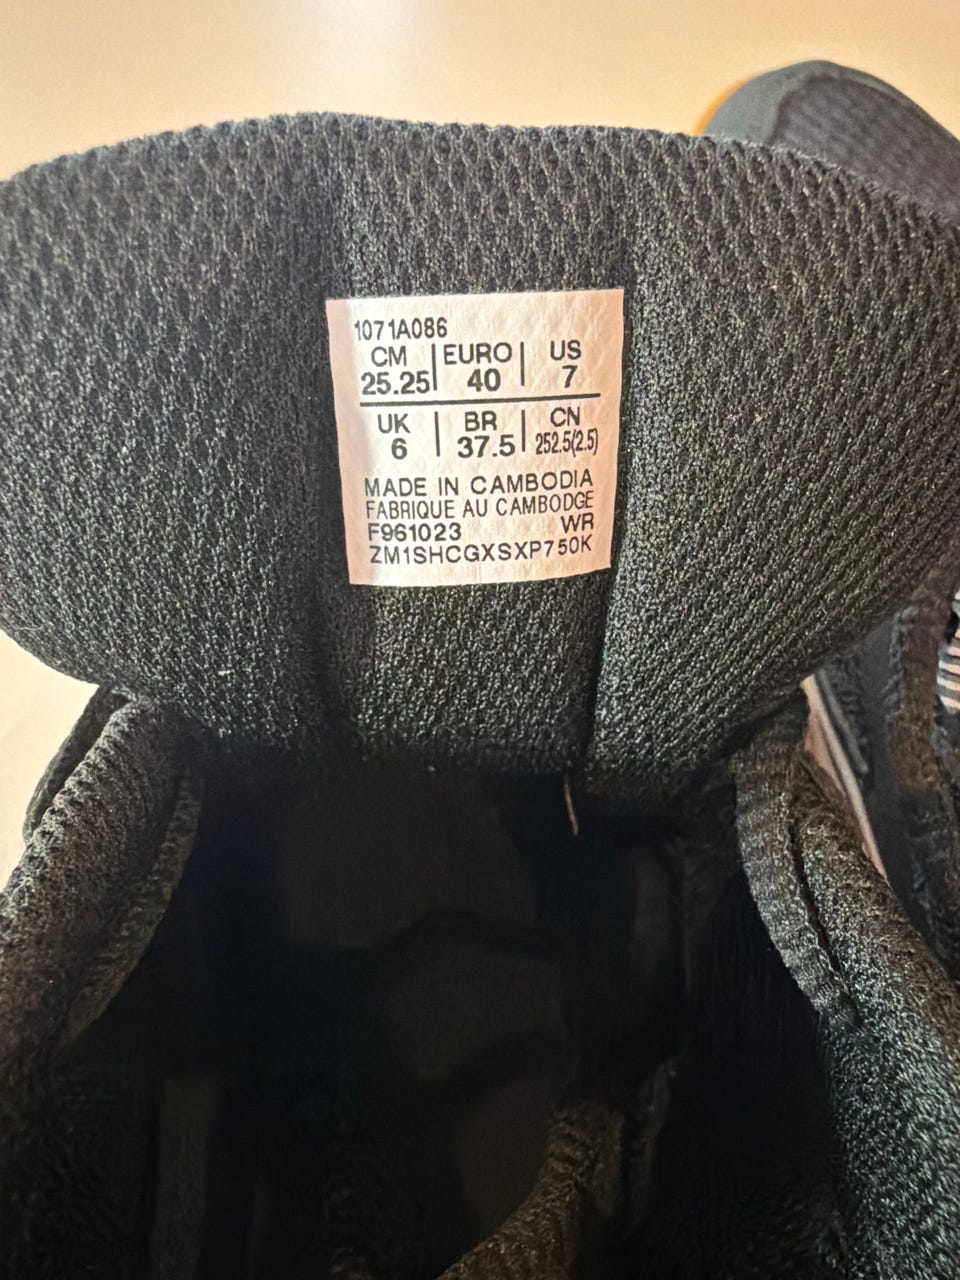 1071A086
CM | EURO | US
25.25 | 40 | 7
UK | BR | CN
6 | 37.5 | 252.5(2.5)
MADE IN CAMBODIA
FABRIQUE AU CAMBODGE
F961023 WR
ZM1SHCGXSXP750K